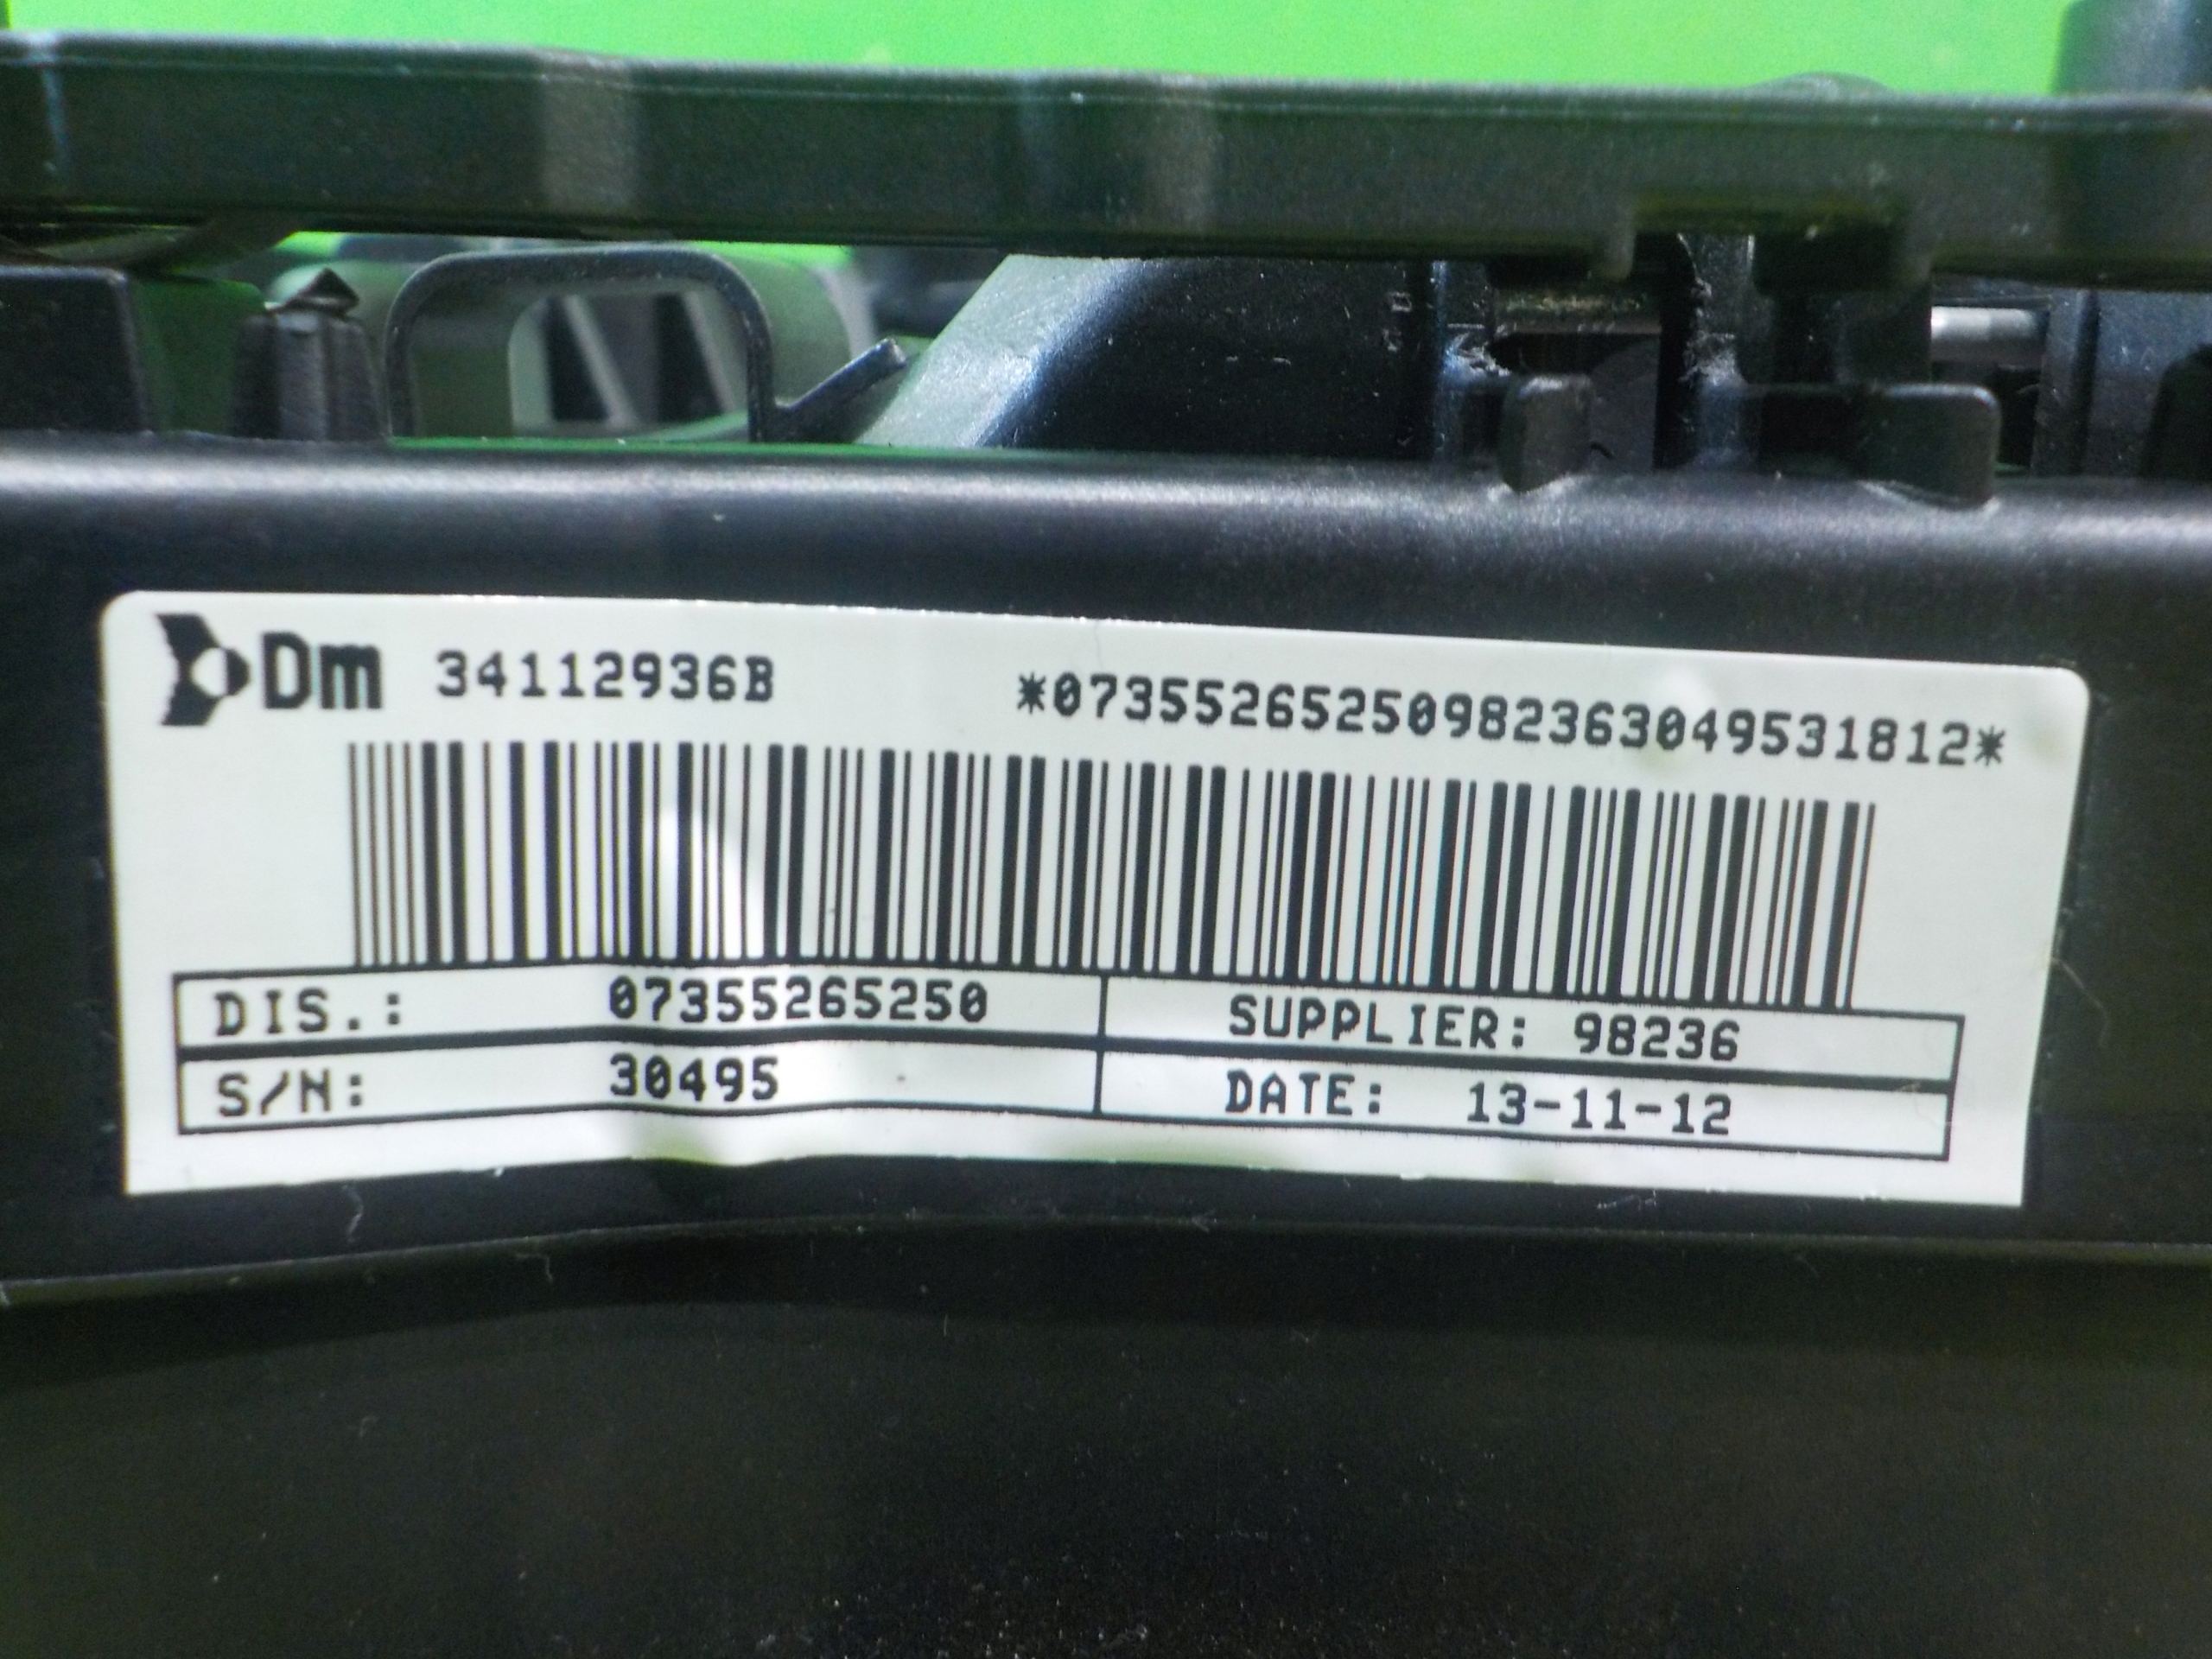 Dm 34112936B *07355265250982363049531812*
DIS.: 07355265250 SUPPLIER: 98236
S/N: 30495 DATE: 13-11-12